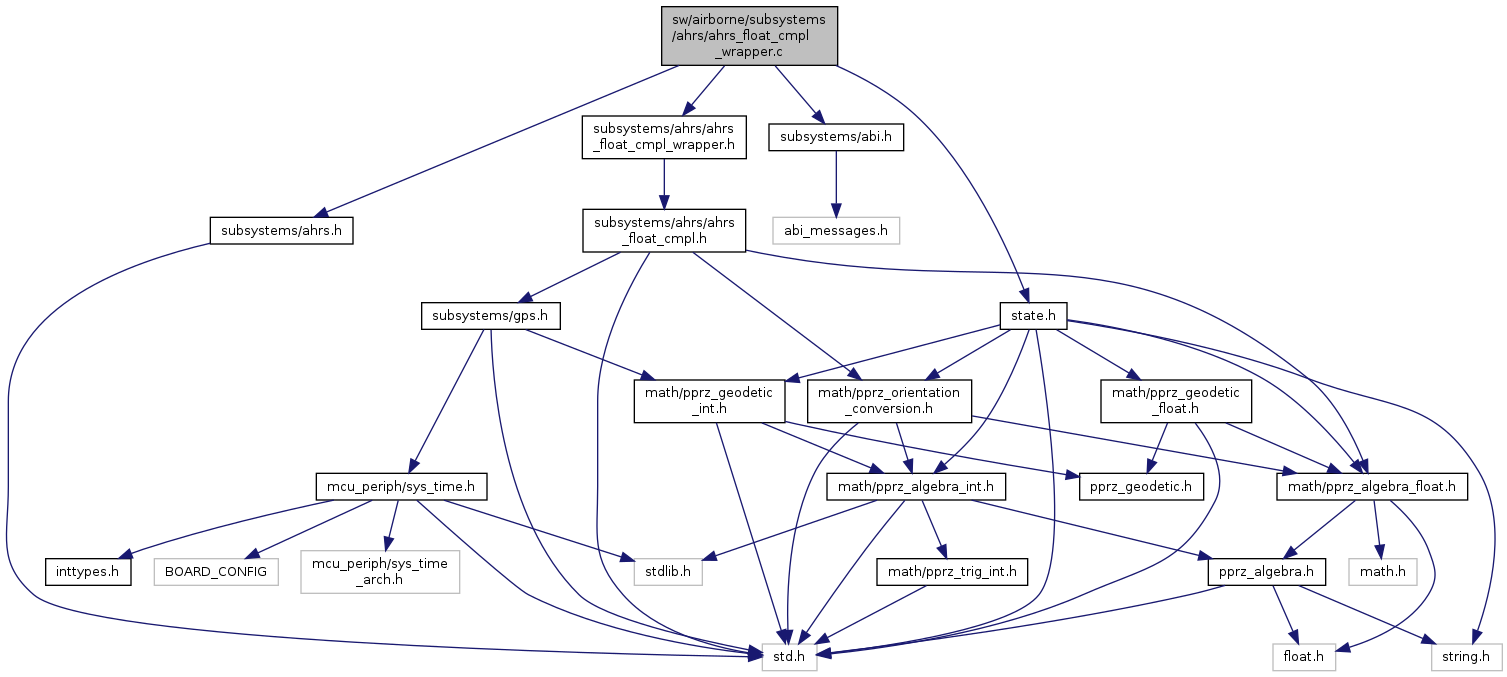 sw/airborne/subsystems
/ahrs/ahrs_float_cmpl
_wrapper.c
subsystems/ahrs/ahrs
_float_cmpl_wrapper.h
subsystems/abi.h
subsystems/ahrs.h
subsystems/ahrs/ahrs
_float_cmpl.h
abi_messages.h
subsystems/gps.h
state.h
math/pprz_geodetic
_int.h
math/pprz_orientation
_conversion.h
math/pprz_geodetic
_float.h
mcu_periph/sys_time.h
math/pprz_algebra_int.h
pprz_geodetic.h
math/pprz_algebra_float.h
inttypes.h
BOARD_CONFIG
mcu_periph/sys_time
_arch.h
stdlib.h
math/pprz_trig_int.h
pprz_algebra.h
math.h
std.h
float.h
string.h